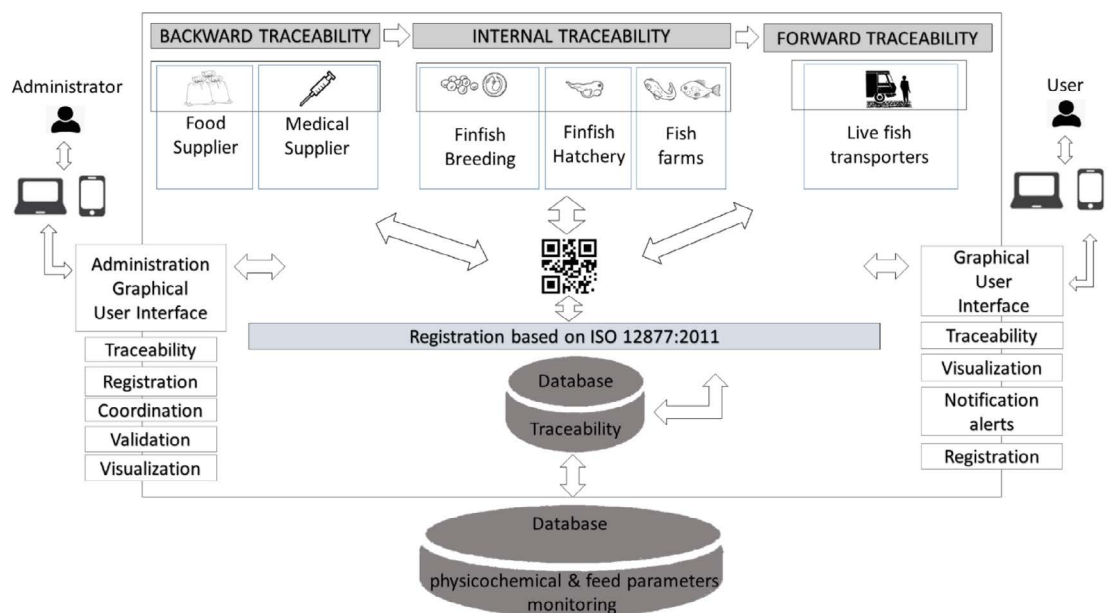 BACKWARD TRACEABILITY
INTERNAL TRACEABILITY
FORWARD TRACEABILITY
Administrator
User
Food
Supplier
Medical
Supplier
Finfish
Breeding
Finfish
Hatchery
Fish
farms
Live fish
transporters
Administration
Graphical
User Interface
Graphical
User
Interface
Registration based on ISO 12877:2011
Traceability
Registration
Coordination
Validation
Visualization
Traceability
Visualization
Notification
alerts
Registration
Database
Traceability
Database
physicochemical & feed parameters
monitoring